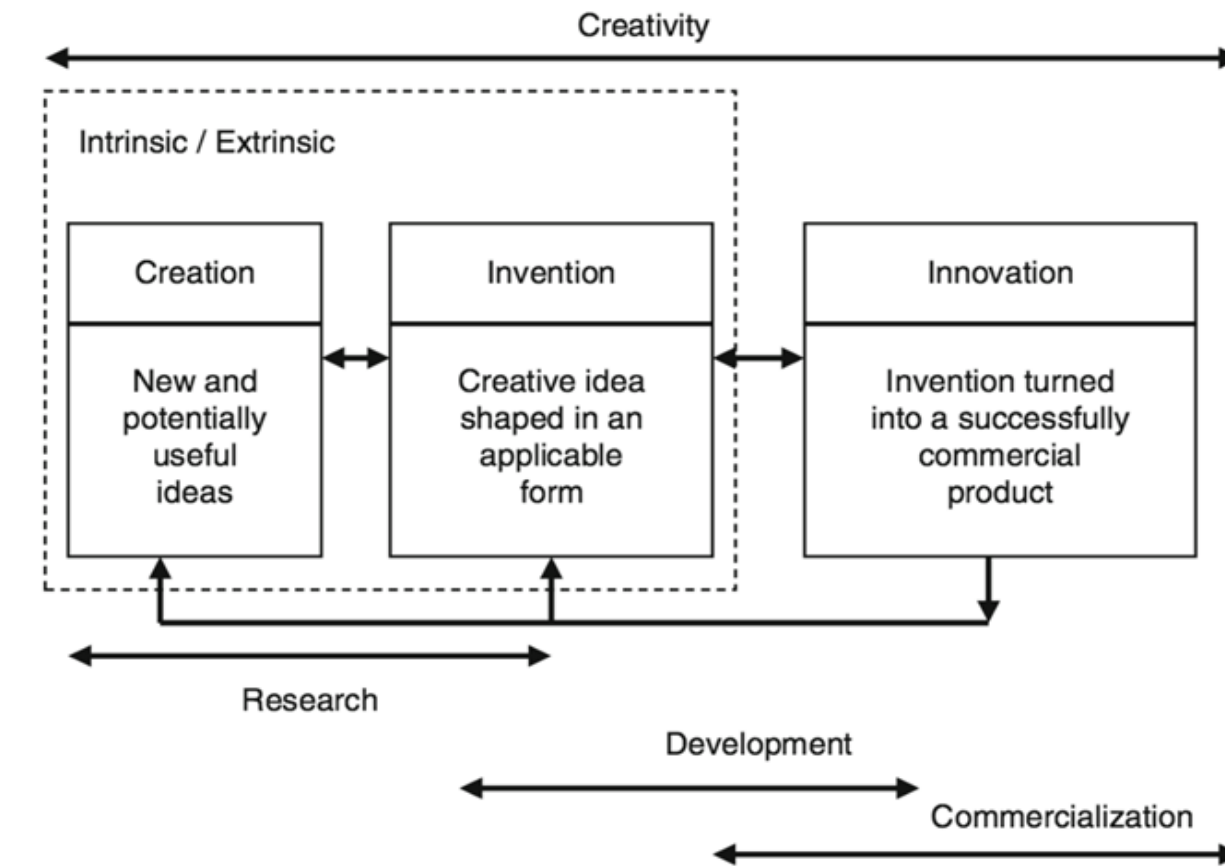 Creativity
Intrinsic / Extrinsic
Creation
New and
potentially
useful
ideas
Invention
Creative idea
shaped in an
applicable
form
Innovation
Invention turned
into a successfully
commercial
product
Research
Development
Commercialization